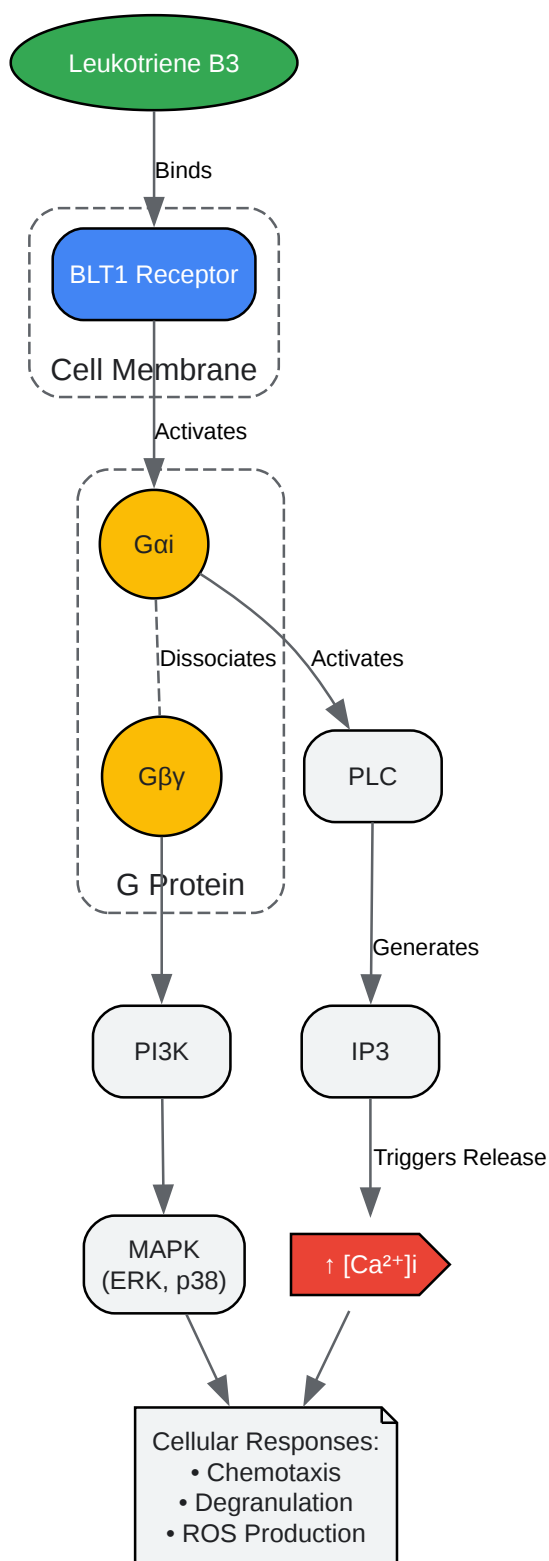 Leukotriene B3
Binds
BLT1 Receptor
Cell Membrane
Activates
Gαi
Dissociates
Activates
Gβγ
PLC
G Protein
Generates
PI3K
IP3
Triggers Release
MAPK
(ERK, p38)
↑ [Ca²⁺]i
Cellular Responses:
• Chemotaxis
• Degranulation
• ROS Production